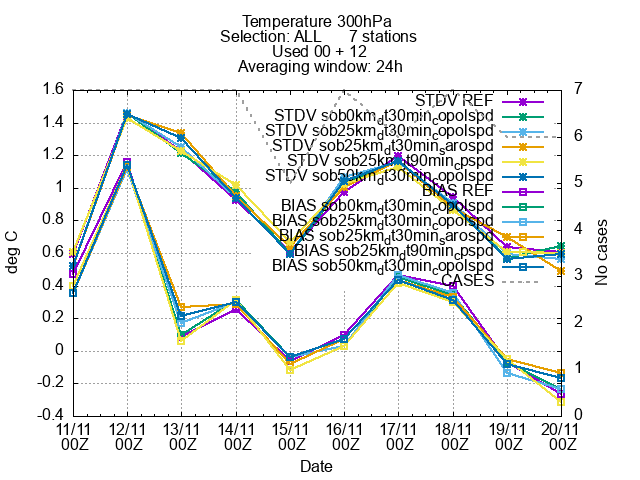 Temperature 300hPa
Selection: ALL 7 stations
Used 00 + 12
Averaging window: 24h
deg C
1.6
1.4
1.2
1
0.8
0.6
0.4
0.2
0
-0.2
-0.4
STDV REF
STDV sob0km_dt30min_copolspd
STDV sob25km_dt30min_copolspd
STDV sob25km_dt30min_sarospd
STDV sob25km_dt90min_cpspd
STDV sob50km_dt30min_copolspd
BIAS REF
BIAS sob0km_dt30min_copolspd
BIAS sob25km_dt30min_copolspd
BIAS sob25km_dt30min_sarospd
BIAS sob25km_dt90min_cpspd
BIAS sob50km_dt30min_copolspd
CASES
7
6
5
4
3
2
1
0
No cases
11/11 12/11 13/11 14/11 15/11 16/11 17/11 18/11 19/11 20/11
00Z 00Z 00Z 00Z 00Z 00Z 00Z 00Z 00Z 00Z
Date